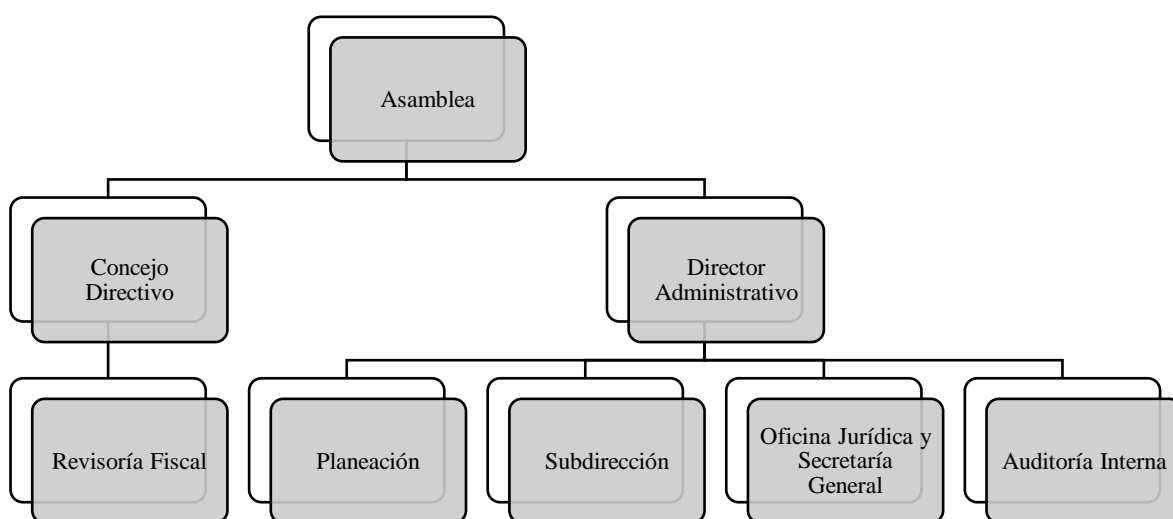 Asamblea
Concejo
Directivo
Director
Administrativo
Revisoría Fiscal
Planeación
Subdirección
Oficina Jurídica y
Secretaría
General
Auditoría Interna